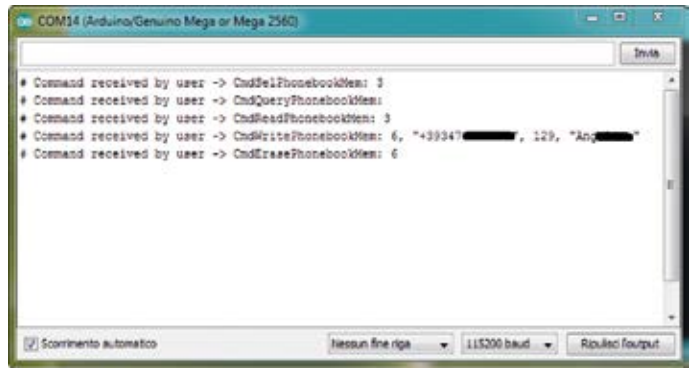 COM14 (Arduino/Genuino Mega or Mega 2560)
Invia
# Command received by user -> CmdSelPhonebookMem: 3
# Command received by user -> CmdQueryPhonebookMem:
# Command received by user -> CmdReadPhonebookMem: 3
# Command received by user -> CmdWritePhonebookMem: 6, "+39347 ", 129, "Ang "
# Command received by user -> CmdErasePhonebookMem: 6
Scorrimento automatico
Nessun fine riga
115200 baud
Ripulisci l'output